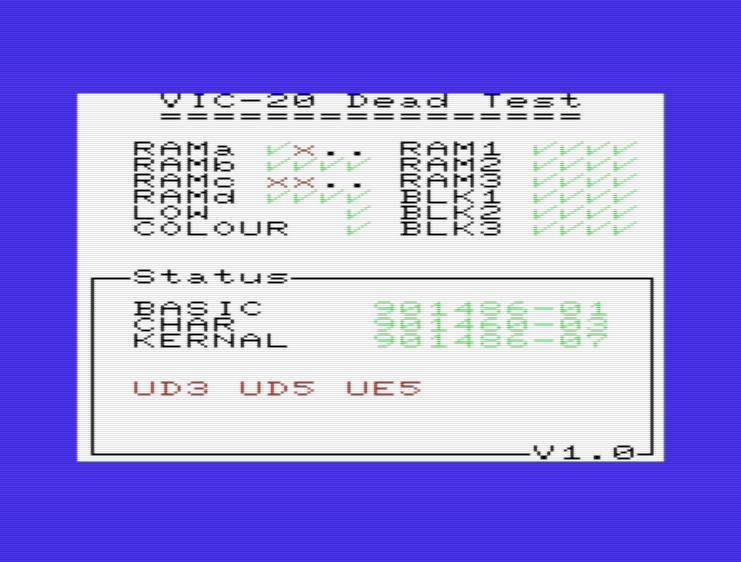 VIC-20 Dead Test
================
RAMa ✓x.. RAM1 ✓✓✓✓
RAMb ✓✓✓✓ RAM2 ✓✓✓✓
RAMc xx.. RAM3 ✓✓✓✓
RAMd ✓✓✓✓ BLK1 ✓✓✓✓
LOW ✓ BLK2 ✓✓✓✓
COLOUR ✓ BLK3 ✓✓✓✓
Status
BASIC 901486-01
CHAR 901460-03
KERNAL 901486-07
UD3 UD5 UE5
V1.0